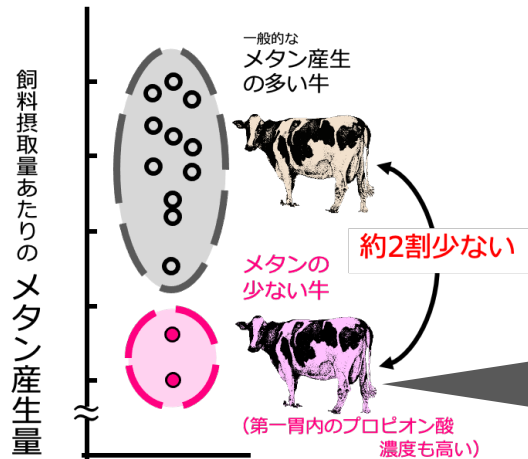 飼料摂取量あたりの
メタン産生量
一般的な
メタン産生
の多い牛
約2割少ない
メタンの
少ない牛
(第一胃内のプロピオン酸
濃度も高い)